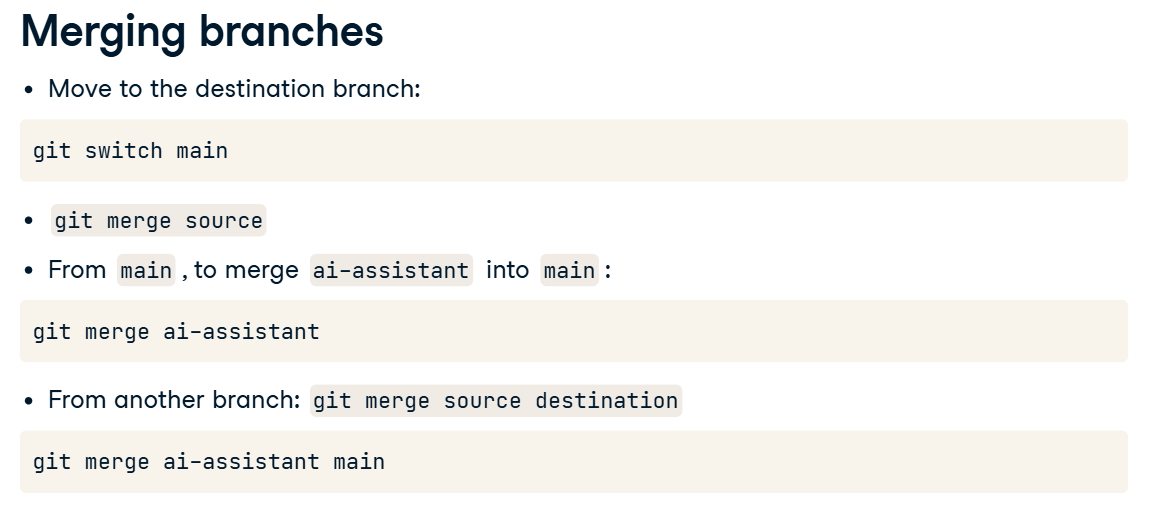 Merging branches
• Move to the destination branch:
git switch main
• git merge source
• From main , to merge ai-assistant into main :
git merge ai-assistant
• From another branch: git merge source destination
git merge ai-assistant main